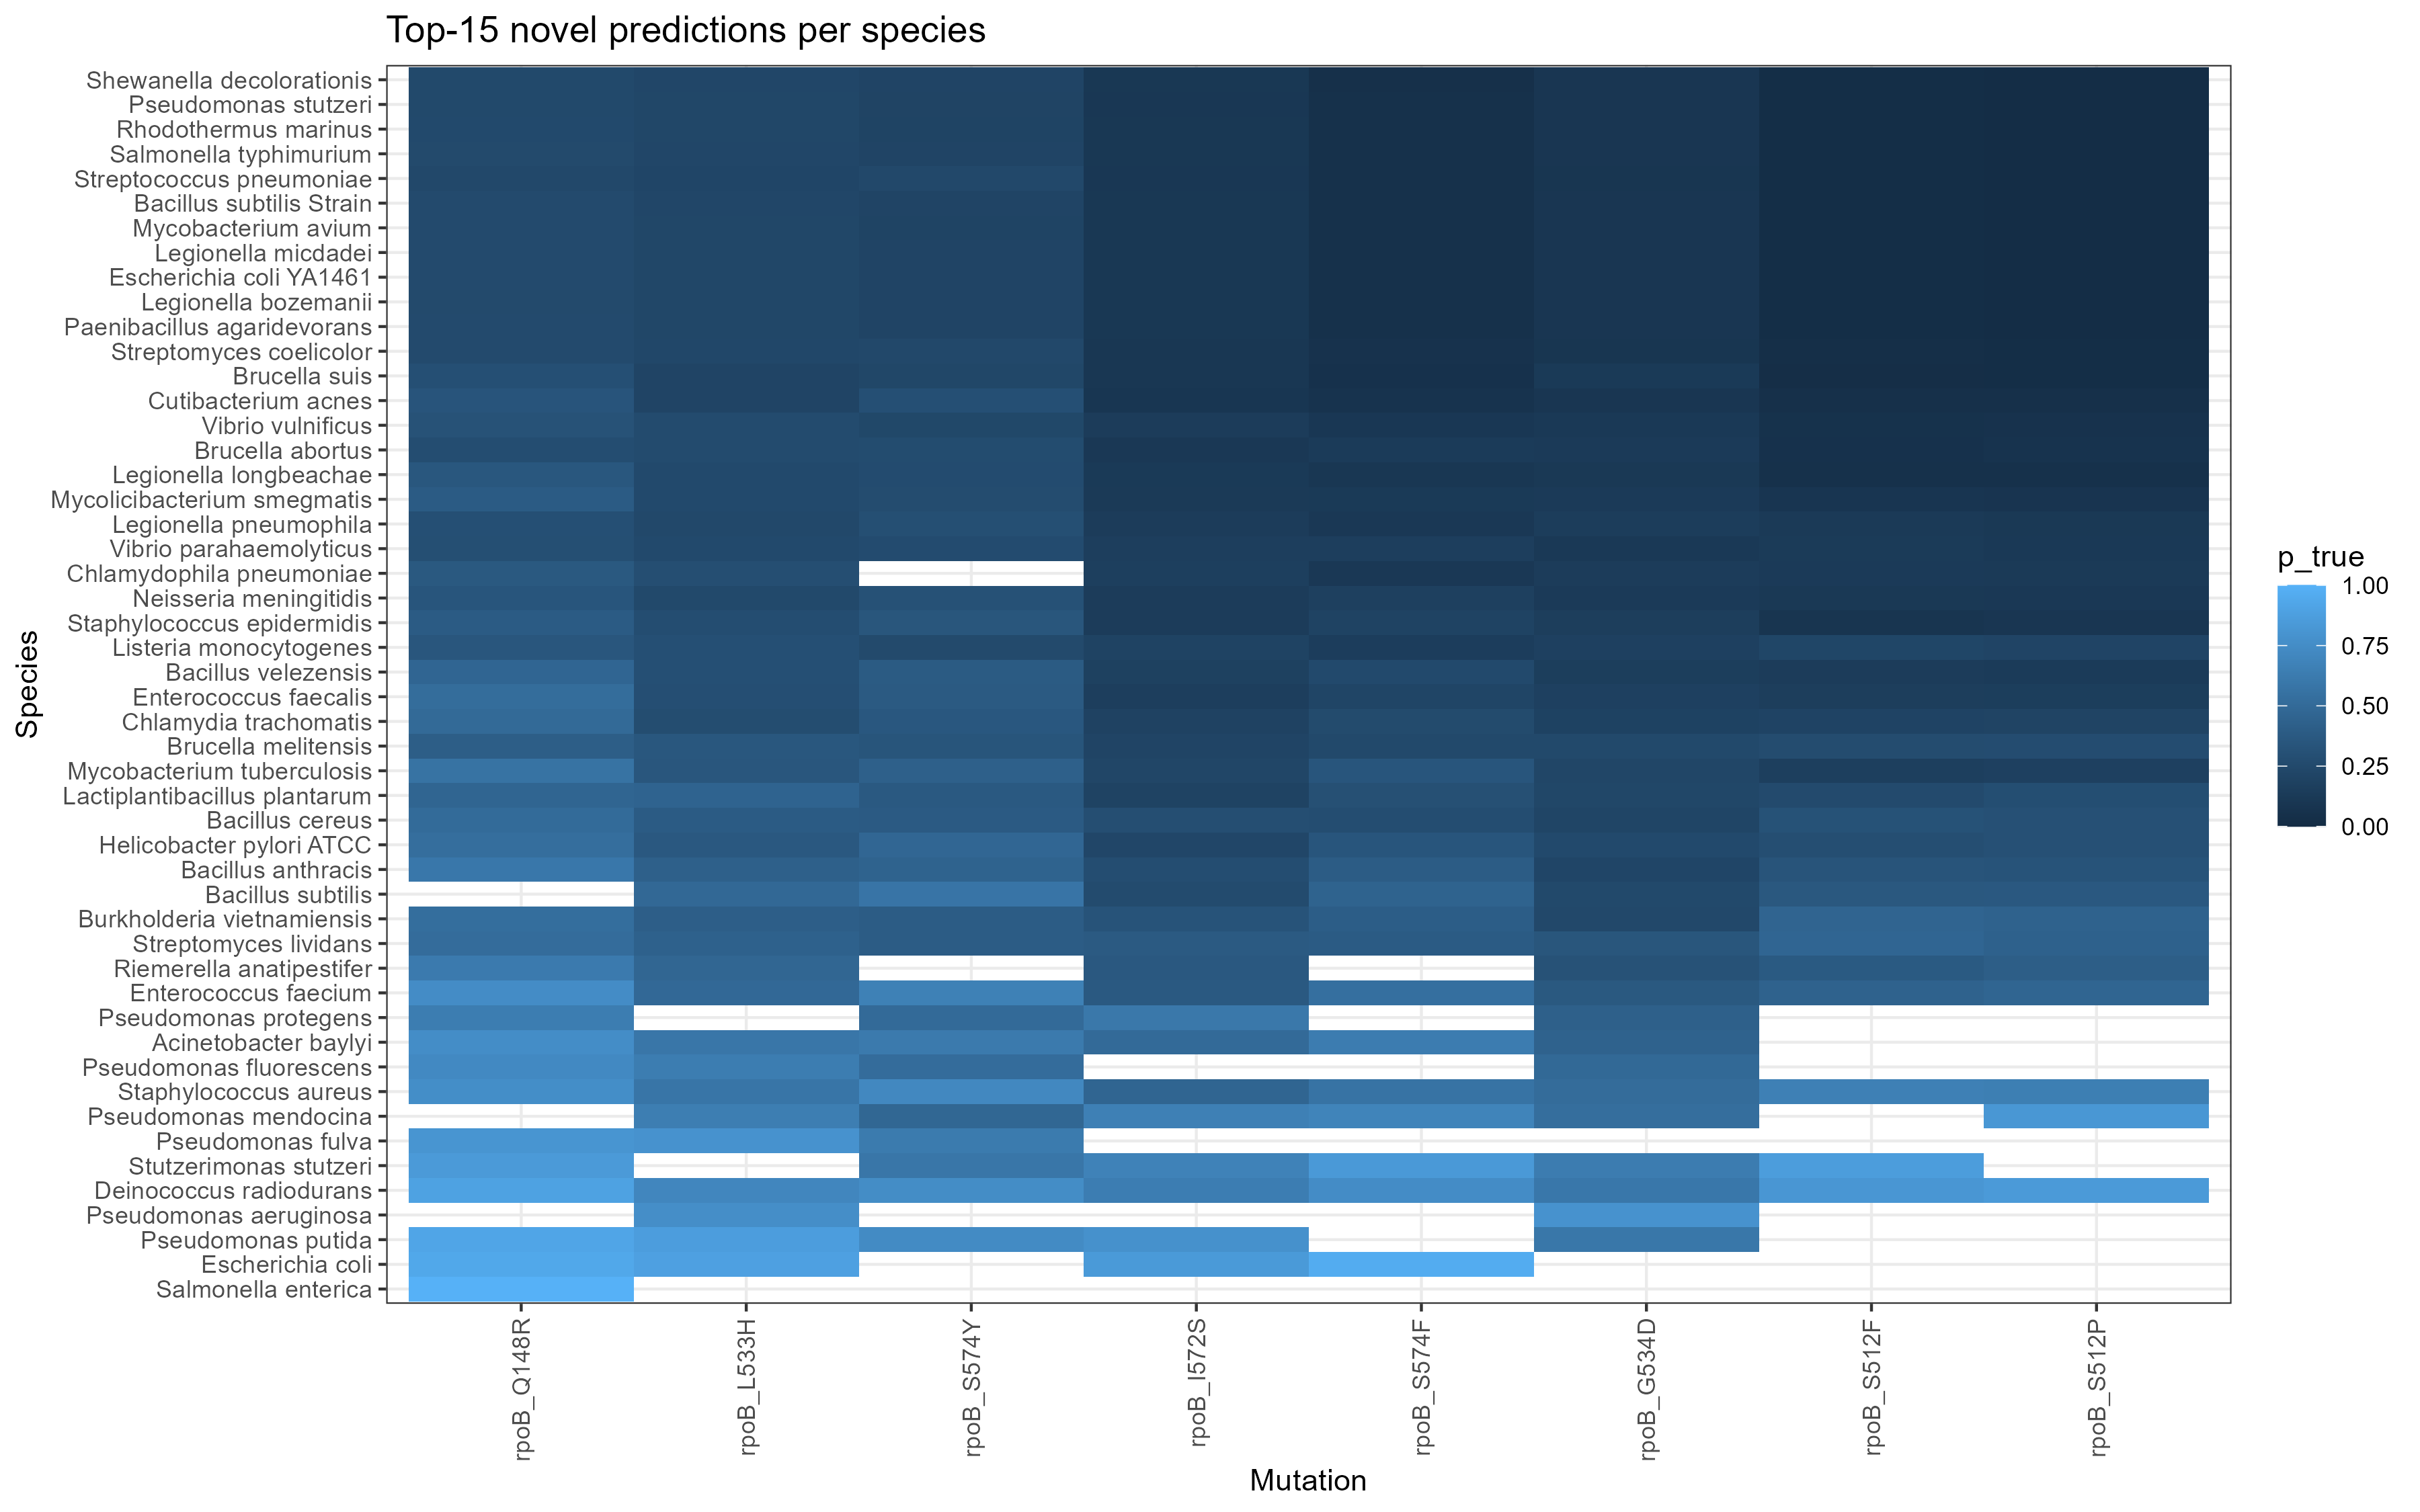 Top-15 novel predictions per species
Species
Shewanella decolorationis
Pseudomonas stutzeri
Rhodothermus marinus
Salmonella typhimurium
Streptococcus pneumoniae
Bacillus subtilis Strain
Mycobacterium avium
Legionella micdadei
Escherichia coli YA1461
Legionella bozemanii
Paenibacillus agaridevorans
Streptomyces coelicolor
Brucella suis
Cutibacterium acnes
Vibrio vulnificus
Brucella abortus
Legionella longbeachae
Mycolicibacterium smegmatis
Legionella pneumophila
Vibrio parahaemolyticus
Chlamydophila pneumoniae
Neisseria meningitidis
Staphylococcus epidermidis
Listeria monocytogenes
Bacillus velezensis
Enterococcus faecalis
Chlamydia trachomatis
Brucella melitensis
Mycobacterium tuberculosis
Lactiplantibacillus plantarum
Bacillus cereus
Helicobacter pylori ATCC
Bacillus anthracis
Bacillus subtilis
Burkholderia vietnamiensis
Streptomyces lividans
Riemerella anatipestifer
Enterococcus faecium
Pseudomonas protegens
Acinetobacter baylyi
Pseudomonas fluorescens
Staphylococcus aureus
Pseudomonas mendocina
Pseudomonas fulva
Stutzerimonas stutzeri
Deinococcus radiodurans
Pseudomonas aeruginosa
Pseudomonas putida
Escherichia coli
Salmonella enterica
rpoB_Q148R
rpoB_L533H
rpoB_S574Y
rpoB_I572S
rpoB_S574F
rpoB_G534D
rpoB_S512F
rpoB_S512P
Mutation
p_true
1.00
0.75
0.50
0.25
0.00